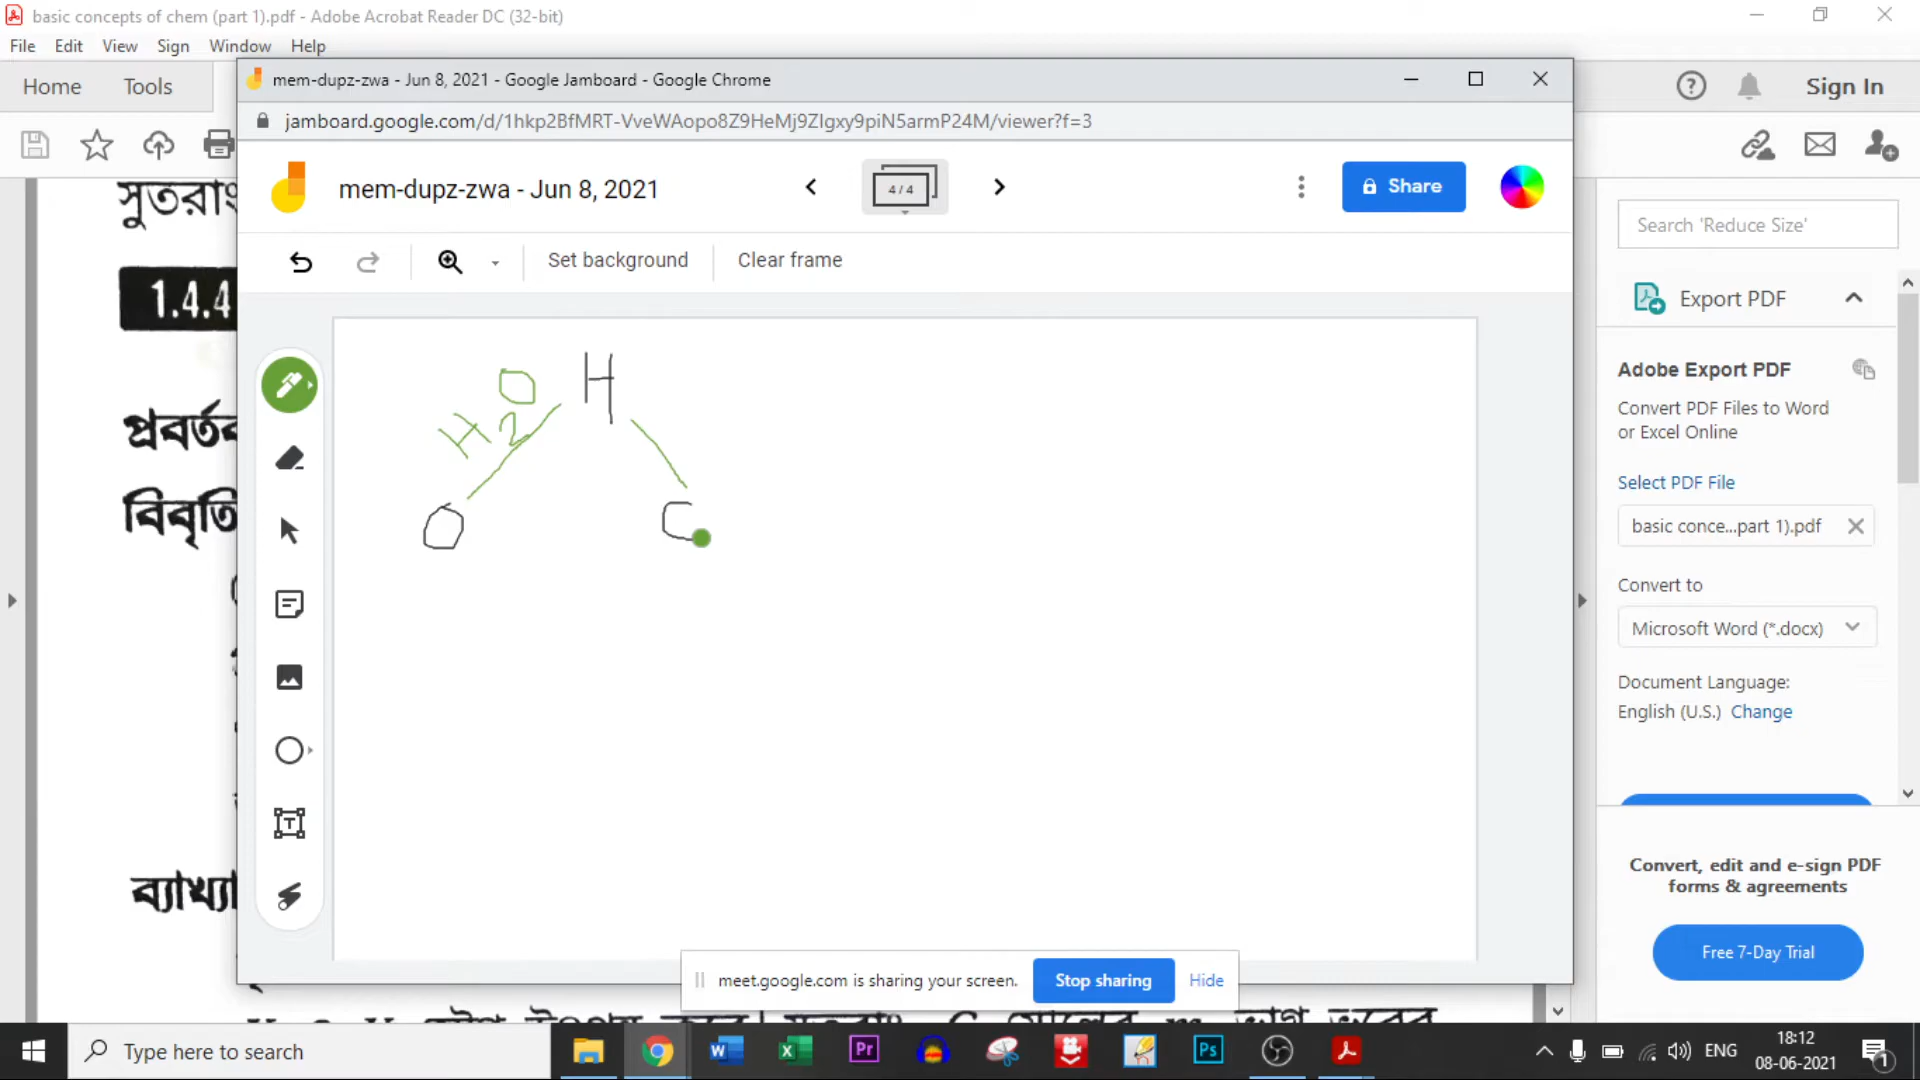 basic concepts of chem (part 1).pdf - Adobe Acrobat Reader DC (32-bit)
File Edit View Sign Window Help
Home Tools
Sign In
mem-dupz-zwa - Jun 8, 2021 - Google Jamboard - Google Chrome
jamboard.google.com/d/1hkp2BfMRT-VveWAopo8Z9HeMj9ZIgxy9piN5armP24M/viewer?f=3
mem-dupz-zwa - Jun 8, 2021
4 / 4
Share
Set background Clear frame
H
H2O
O C
সুতরাং
1.4.4
Search 'Reduce Size'
Export PDF
Adobe Export PDF
Convert PDF Files to Word
or Excel Online
Select PDF File
basic conce...part 1).pdf
Convert to
Microsoft Word (*.docx)
Document Language:
English (U.S.) Change
Convert, edit and e-sign PDF
forms & agreements
Free 7-Day Trial
meet.google.com is sharing your screen. Stop sharing Hide
Type here to search
ENG
18:12
08-06-2021
1